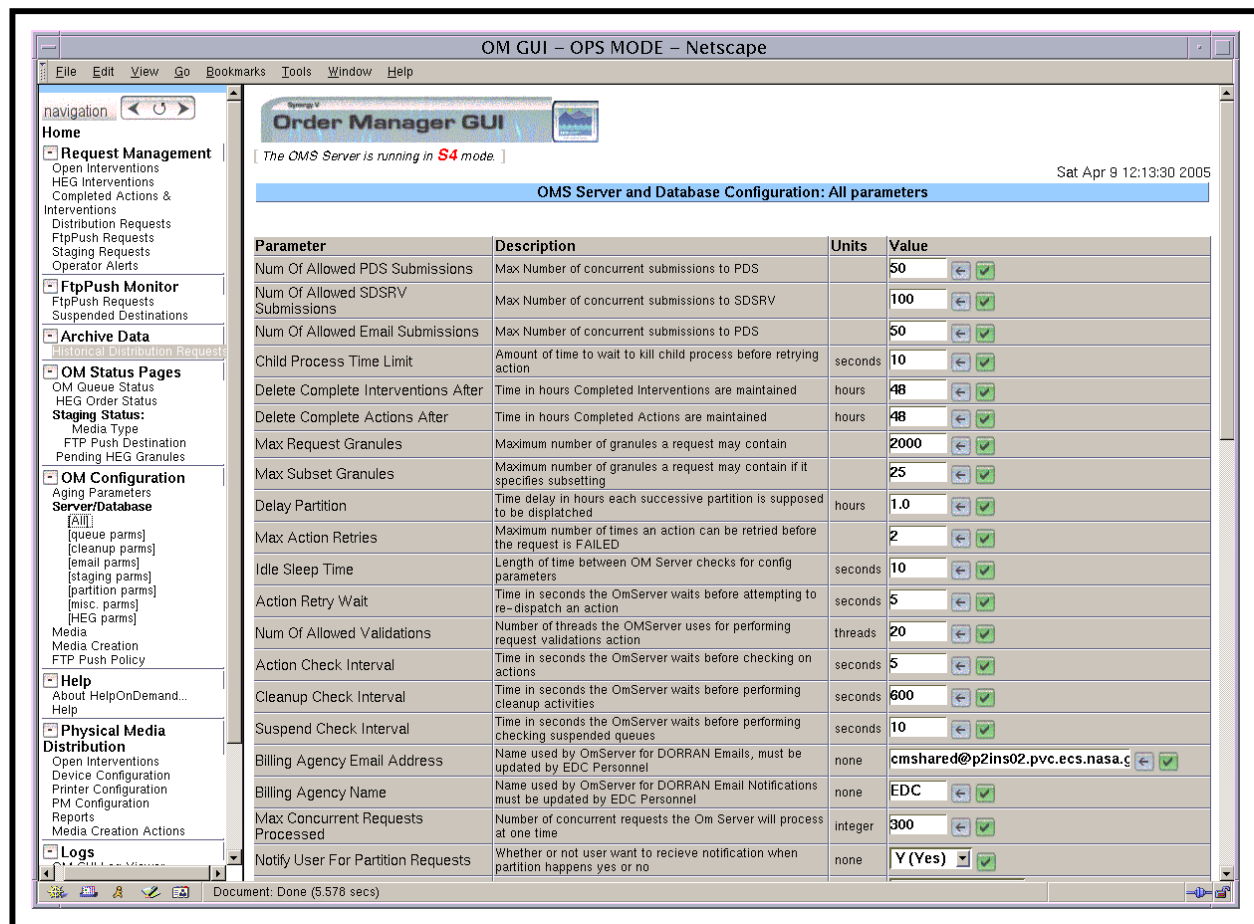 OM GUI – OPS MODE – Netscape
File Edit View Go Bookmarks Tools Window Help
navigation
Home
Request Management
Open Interventions
HEG Interventions
Completed Actions &
Interventions
Distribution Requests
FtpPush Requests
Staging Requests
Operator Alerts
FtpPush Monitor
FtpPush Requests
Suspended Destinations
Archive Data
Historical Distribution Requests
OM Status Pages
OM Queue Status
HEG Order Status
Staging Status:
Media Type
FTP Push Destination
Pending HEG Granules
OM Configuration
Aging Parameters
Server/Database
[All]
[queue parms]
[cleanup parms]
[email parms]
[staging parms]
[partition parms]
[misc. parms]
[HEG parms]
Media
Media Creation
FTP Push Policy
Help
About HelpOnDemand...
Help
Physical Media
Distribution
Open Interventions
Device Configuration
Printer Configuration
PM Configuration
Reports
Media Creation Actions
Logs
Synergy V
Order Manager GUI
[ The OMS Server is running in S4 mode. ]
Sat Apr 9 12:13:30 2005
OMS Server and Database Configuration: All parameters
Parameter Description Units Value
Num Of Allowed PDS Submissions Max Number of concurrent submissions to PDS 50
Num Of Allowed SDSRV
Submissions Max Number of concurrent submissions to SDSRV 100
Num Of Allowed Email Submissions Max Number of concurrent submissions to PDS 50
Child Process Time Limit Amount of time to wait to kill child process before retrying
action seconds 10
Delete Complete Interventions After Time in hours Completed Interventions are maintained hours 48
Delete Complete Actions After Time in hours Completed Actions are maintained hours 48
Max Request Granules Maximum number of granules a request may contain 2000
Max Subset Granules Maximum number of granules a request may contain if it
specifies subsetting 25
Delay Partition Time delay in hours each successive partition is supposed
to be displatched hours 1.0
Max Action Retries Maximum number of times an action can be retried before
the request is FAILED 2
Idle Sleep Time Length of time between OM Server checks for config
parameters seconds 10
Action Retry Wait Time in seconds the OmServer waits before attempting to
re-dispatch an action seconds 5
Num Of Allowed Validations Number of threads the OMServer uses for performing
request validations action threads 20
Action Check Interval Time in seconds the OmServer waits before checking on
actions seconds 5
Cleanup Check Interval Time in seconds the OmServer waits before performing
cleanup activities seconds 600
Suspend Check Interval Time in seconds the OmServer waits before performing
checking suspended queues seconds 10
Billing Agency Email Address Name used by OmServer for DORRAN Emails, must be
updated by EDC Personnel none cmshared@p2ins02.pvc.ecs.nasa.g
Billing Agency Name Name used by OmServer for DORRAN Email Notifications
must be updated by EDC Personnel none EDC
Max Concurrent Requests
Processed Number of concurrent requests the Om Server will process
at one time integer 300
Notify User For Partition Requests Whether or not user want to recieve notification when
partition happens yes or no none Y (Yes)
Document: Done (5.578 secs)